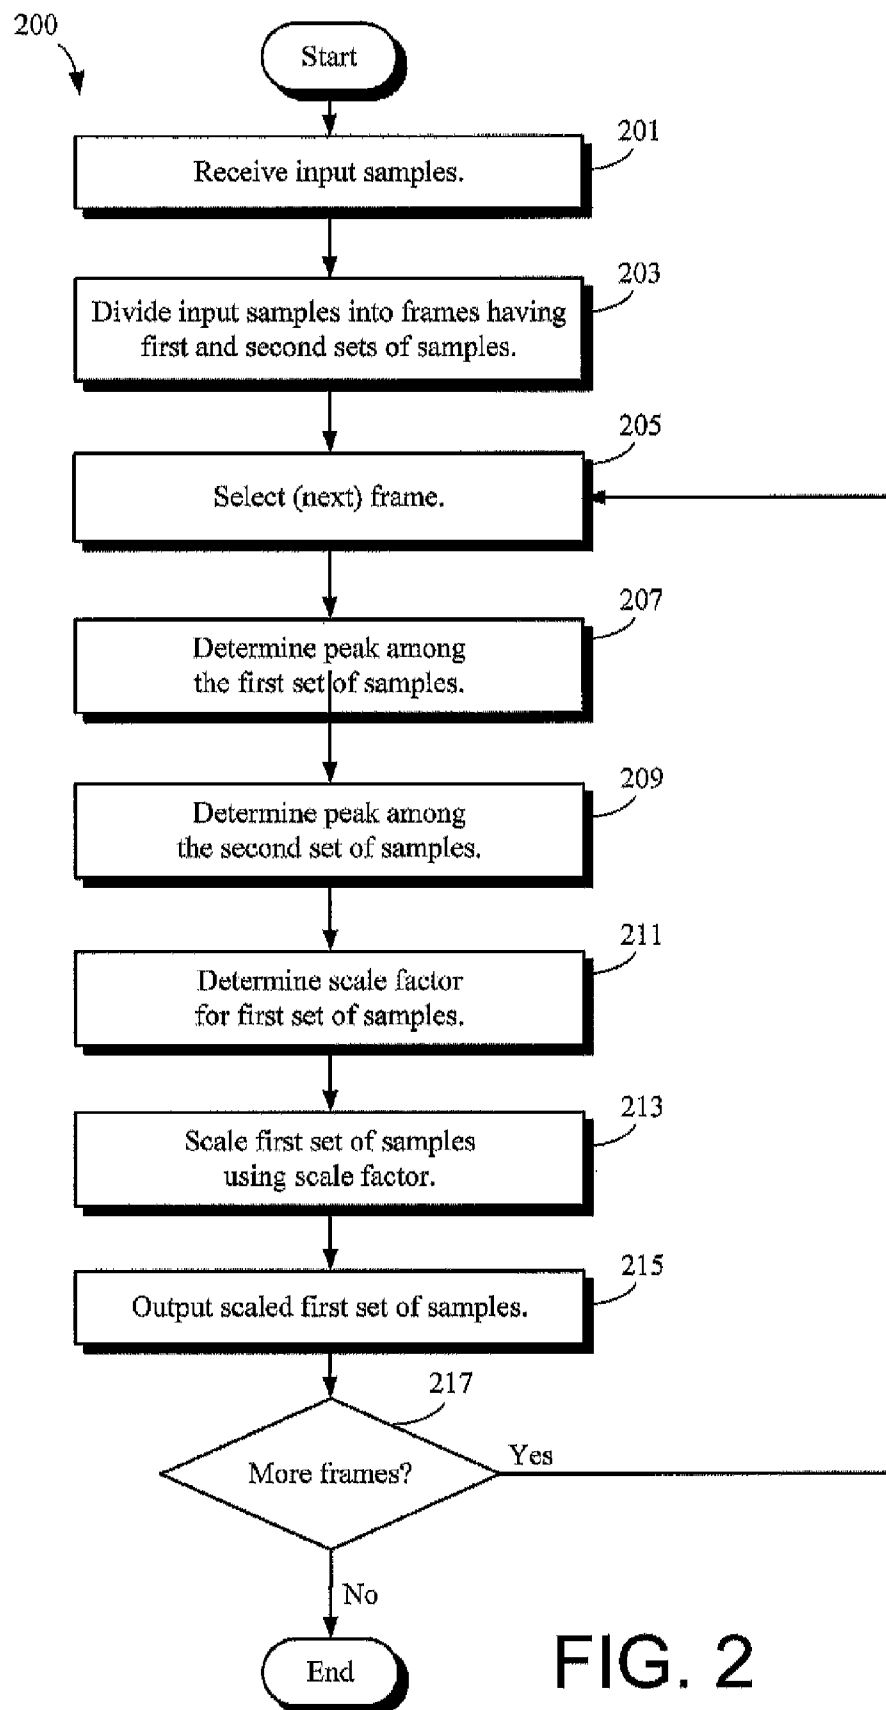 200
Start
201
Receive input samples.
203
Divide input samples into frames having
first and second sets of samples.
205
Select (next) frame.
207
Determine peak among
the first set of samples.
209
Determine peak among
the second set of samples.
211
Determine scale factor
for first set of samples.
213
Scale first set of samples
using scale factor.
215
Output scaled first set of samples.
217
More frames?
Yes
No
End
FIG. 2